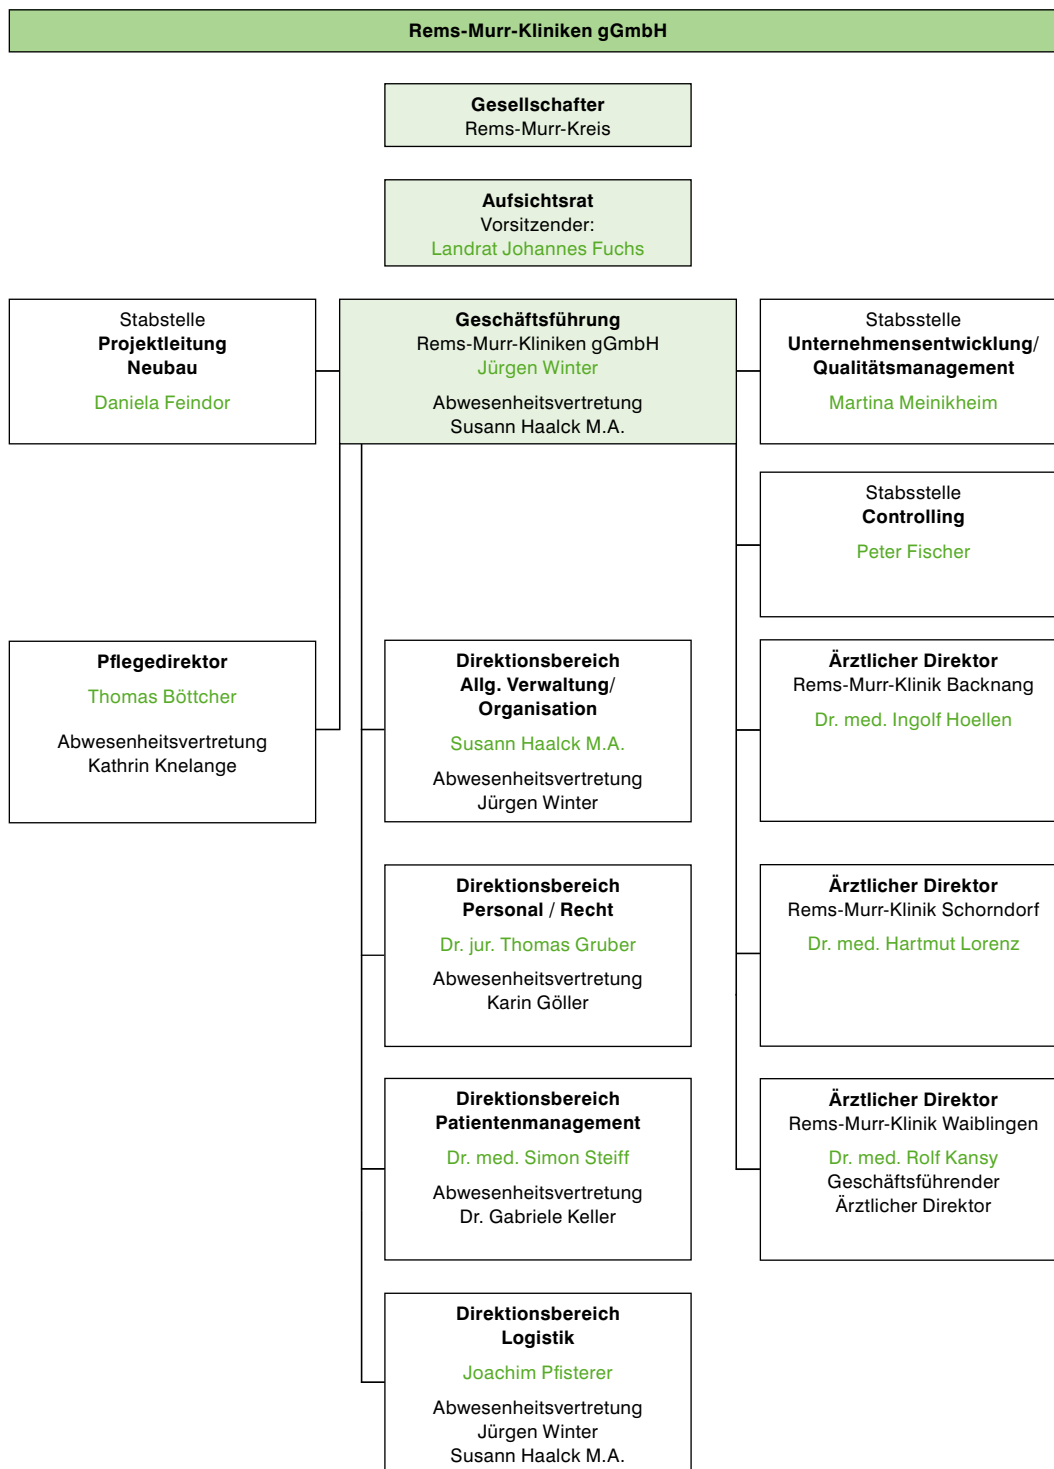 Rems-Murr-Kliniken gGmbH
Gesellschafter
Rems-Murr-Kreis
Aufsichtsrat
Vorsitzender:
Landrat Johannes Fuchs
Stabstelle
Projektleitung
Neubau
Daniela Feindor
Geschäftsführung
Rems-Murr-Kliniken gGmbH
Jürgen Winter
Abwesenheitsvertretung
Susann Haalck M.A.
Stabsstelle
Unternehmensentwicklung/
Qualitätsmanagement
Martina Meinikheim
Stabsstelle
Controlling
Peter Fischer
Pflegedirektor
Thomas Böttcher
Abwesenheitsvertretung
Kathrin Knelange
Direktionsbereich
Allg. Verwaltung/
Organisation
Susann Haalck M.A.
Abwesenheitsvertretung
Jürgen Winter
Ärztlicher Direktor
Rems-Murr-Klinik Backnang
Dr. med. Ingolf Hoellen
Direktionsbereich
Personal / Recht
Dr. jur. Thomas Gruber
Abwesenheitsvertretung
Karin Göller
Ärztlicher Direktor
Rems-Murr-Klinik Schorndorf
Dr. med. Hartmut Lorenz
Direktionsbereich
Patientenmanagement
Dr. med. Simon Steiff
Abwesenheitsvertretung
Dr. Gabriele Keller
Ärztlicher Direktor
Rems-Murr-Klinik Waiblingen
Dr. med. Rolf Kansy
Geschäftsführender
Ärztlicher Direktor
Direktionsbereich
Logistik
Joachim Pfisterer
Abwesenheitsvertretung
Jürgen Winter
Susann Haalck M.A.